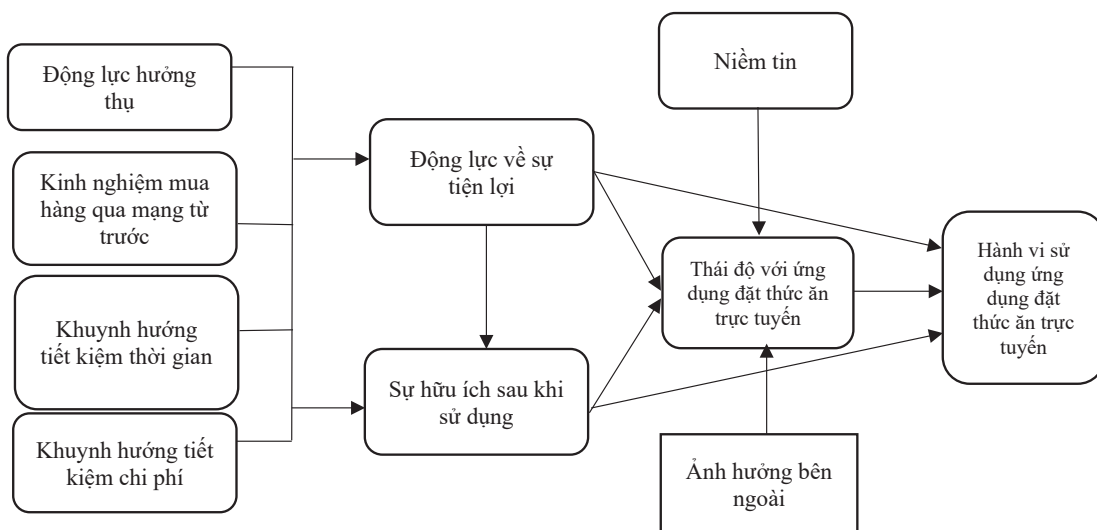 Động lực hưởng
thụ
Kinh nghiệm mua
hàng qua mạng từ
trước
Khuynh hướng
tiết kiệm thời gian
Khuynh hướng tiết
kiệm chi phí
Động lực về sự
tiện lợi
Sự hữu ích sau khi
sử dụng
Niềm tin
Thái độ với ứng
dụng đặt thức ăn
trực tuyến
Ảnh hưởng bên
ngoài
Hành vi sử
dụng ứng
dụng đặt
thức ăn trực
tuyến